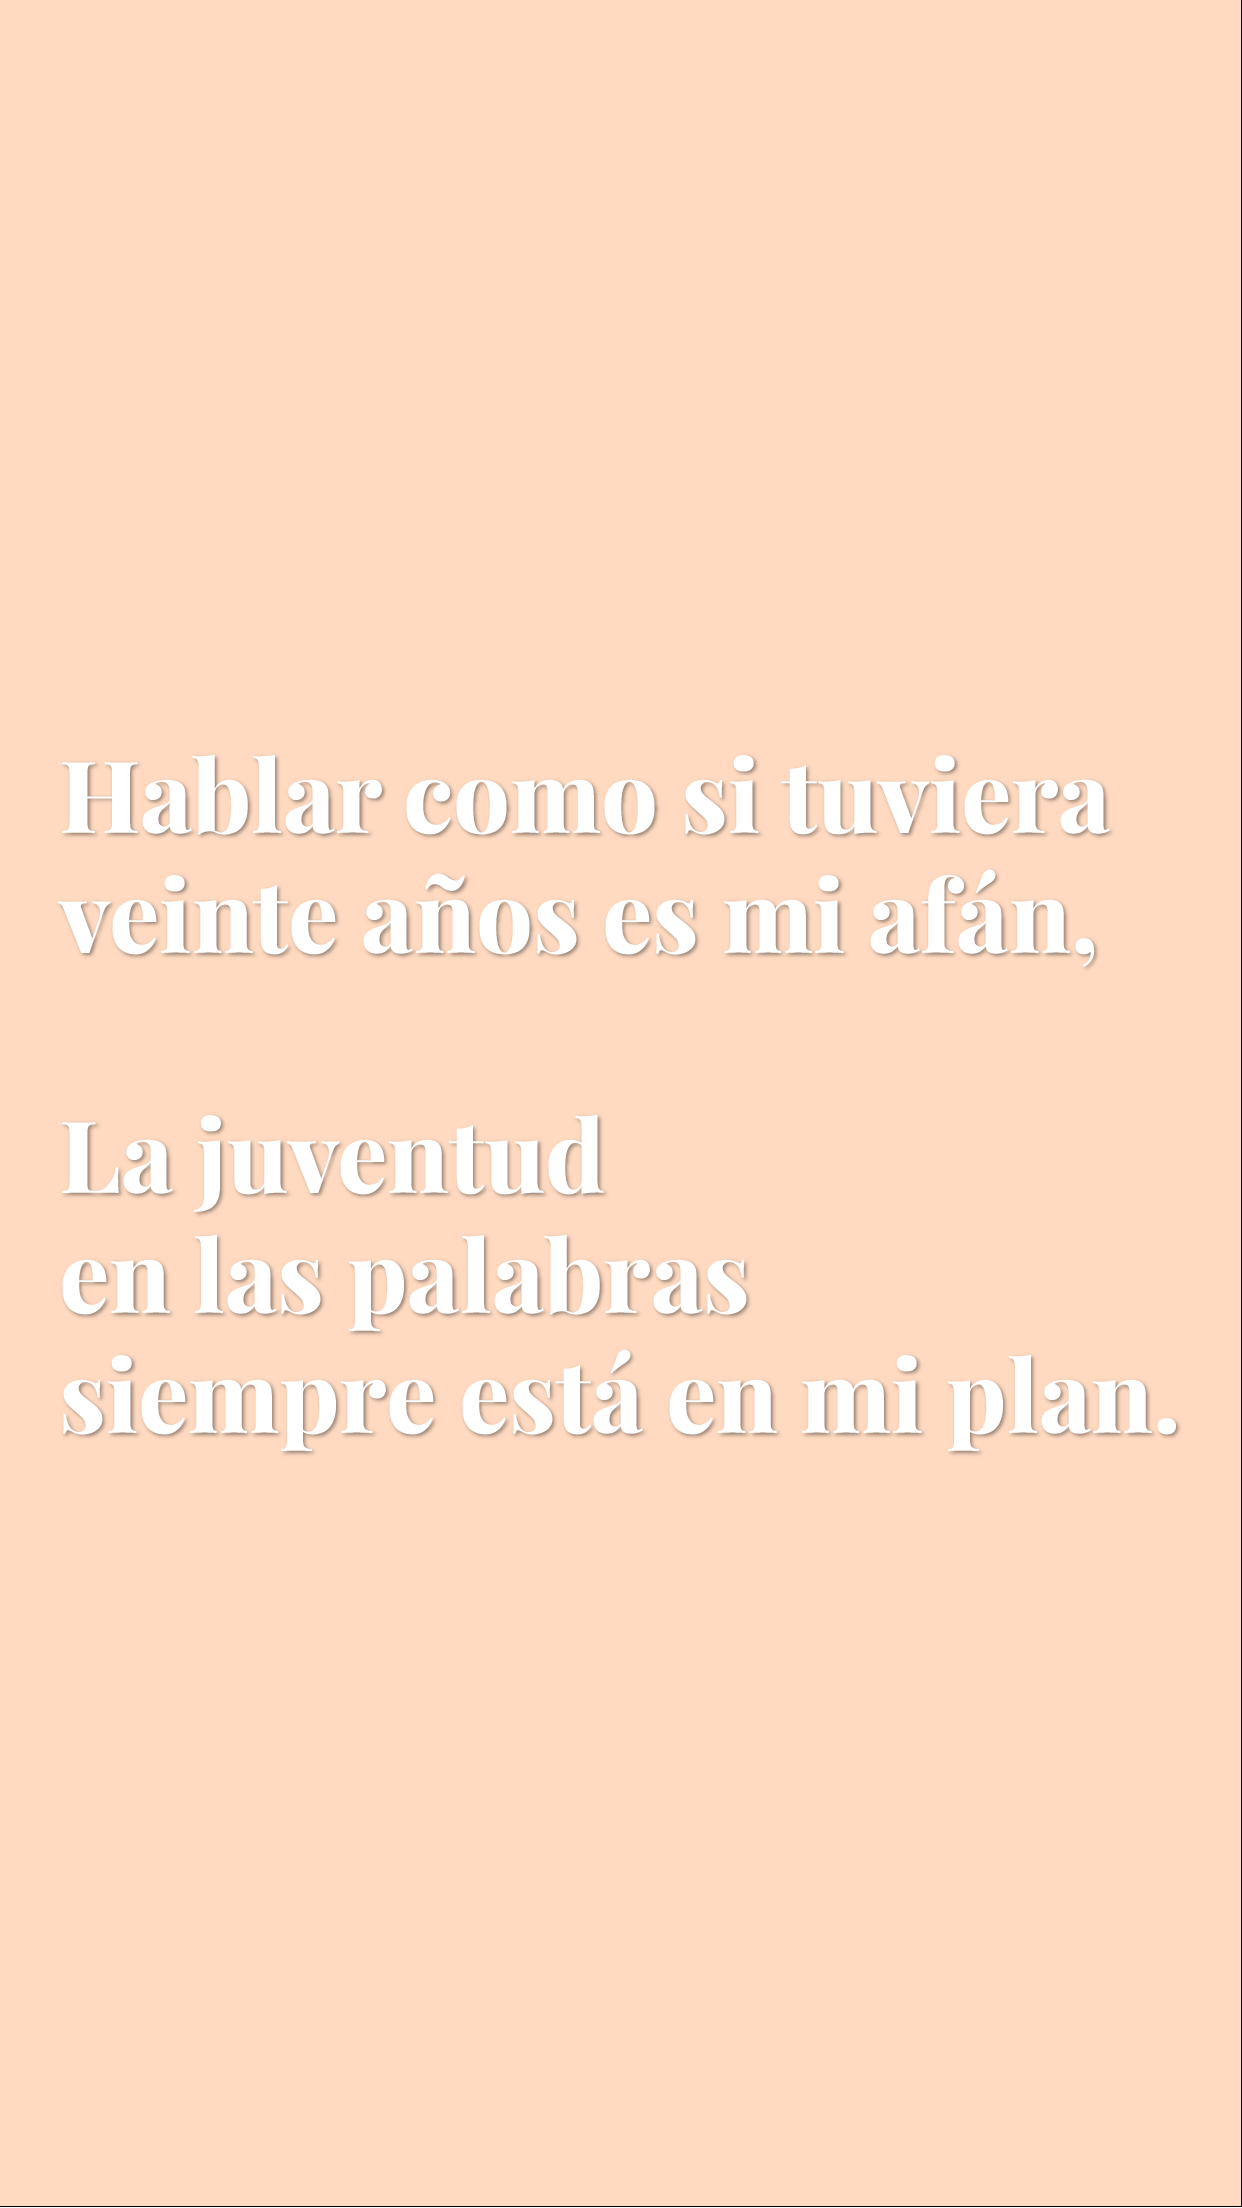 Hablar como si tuviera
veinte años es mi afán,
La juventud
en las palabras
siempre está en mi plan.